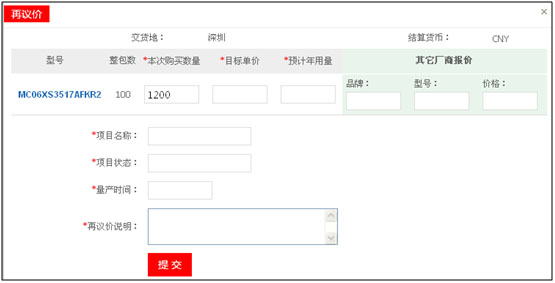 再议价
×
交货地： 深圳 结算货币： CNY
型号 整包数 *本次购买数量 *目标单价 *预计年用量 其它厂商报价
品牌： 型号： 价格：
MC06XS3517AFKR2 100 1200
*项目名称：
*项目状态：
*量产时间：
*再议价说明：
提 交